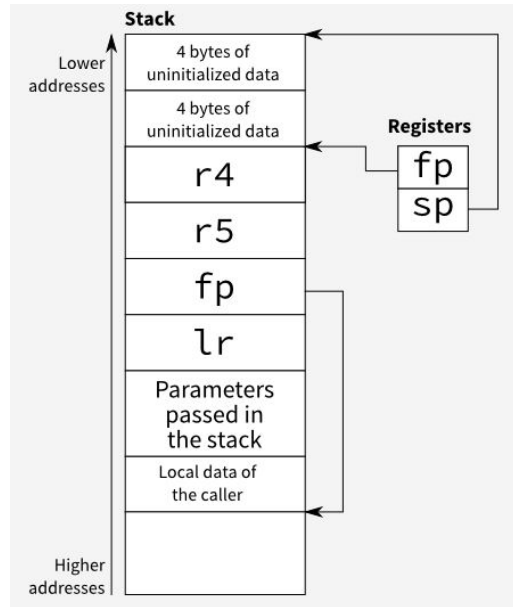 Stack
Lower
addresses
4 bytes of
uninitialized data
4 bytes of
uninitialized data
Registers
fp
sp
r4
r5
fp
lr
Parameters
passed in
the stack
Local data of
the caller
Higher
addresses